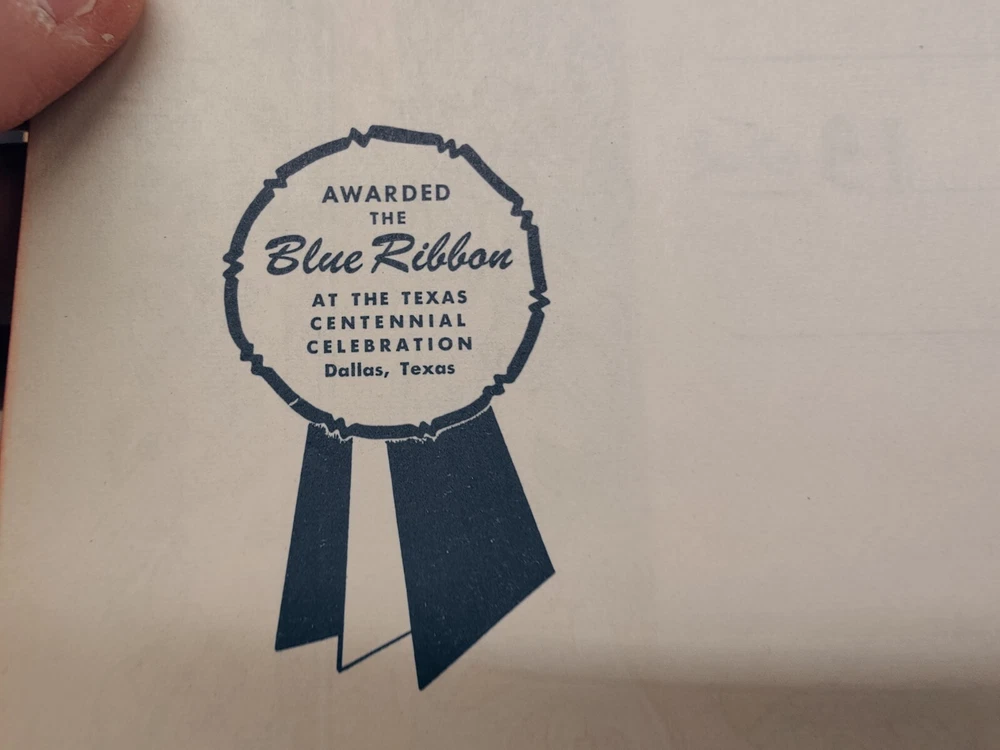 AWARDED
THE
Blue Ribbon
AT THE TEXAS
CENTENNIAL
CELEBRATION
Dallas, Texas